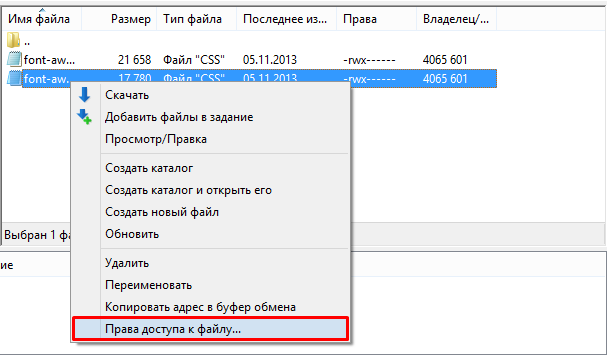 Имя файла Размер Тип файла Последнее из... Права Владелец/...
..
font-aw... 21 658 Файл "CSS" 05.11.2013 -rwx------ 4065 601
font-aw... 17 780 Файл "CSS" 05.11.2013 -rwx------ 4065 601
Скачать
Добавить файлы в задание
Просмотр/Правка
Создать каталог
Создать каталог и открыть его
Создать новый файл
Обновить
Выбран 1 фа
Удалить
ие
Переименовать
Копировать адрес в буфер обмена
Права доступа к файлу...